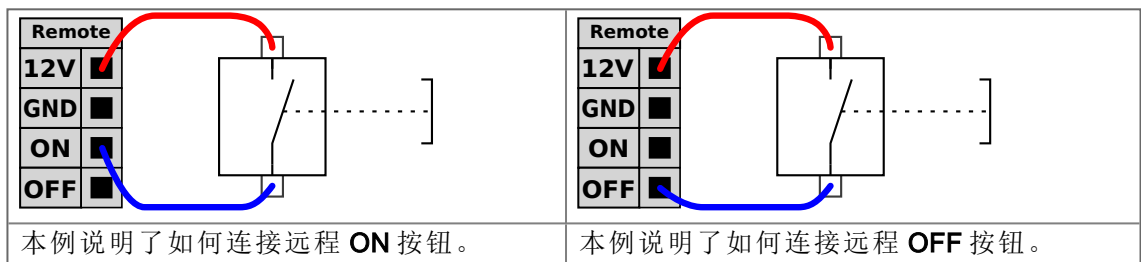 Remote
12V
GND
ON
OFF
本例说明了如何连接远程 ON 按钮。
Remote
12V
GND
ON
OFF
本例说明了如何连接远程 OFF 按钮。